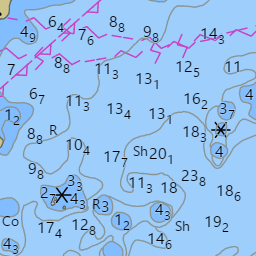 6₄ 8₈ 9₈ 14₃
4₉ 7₆
7 8₈ 11₃ 13₁ 12₅ 11
6₇ 11₃ 13₄ 13₁ 16₂ 3₇ 4
1₂ 8₈ R 18₃
10₄ 17₇ Sh 20₁ 4
9₈ 3₃ 11₃ 18 23₈ 18₆
2₇ 4₃ R 3
Co 17₄ 12₈ 1₂ 4₃ Sh 19₂
4₃ 14₆